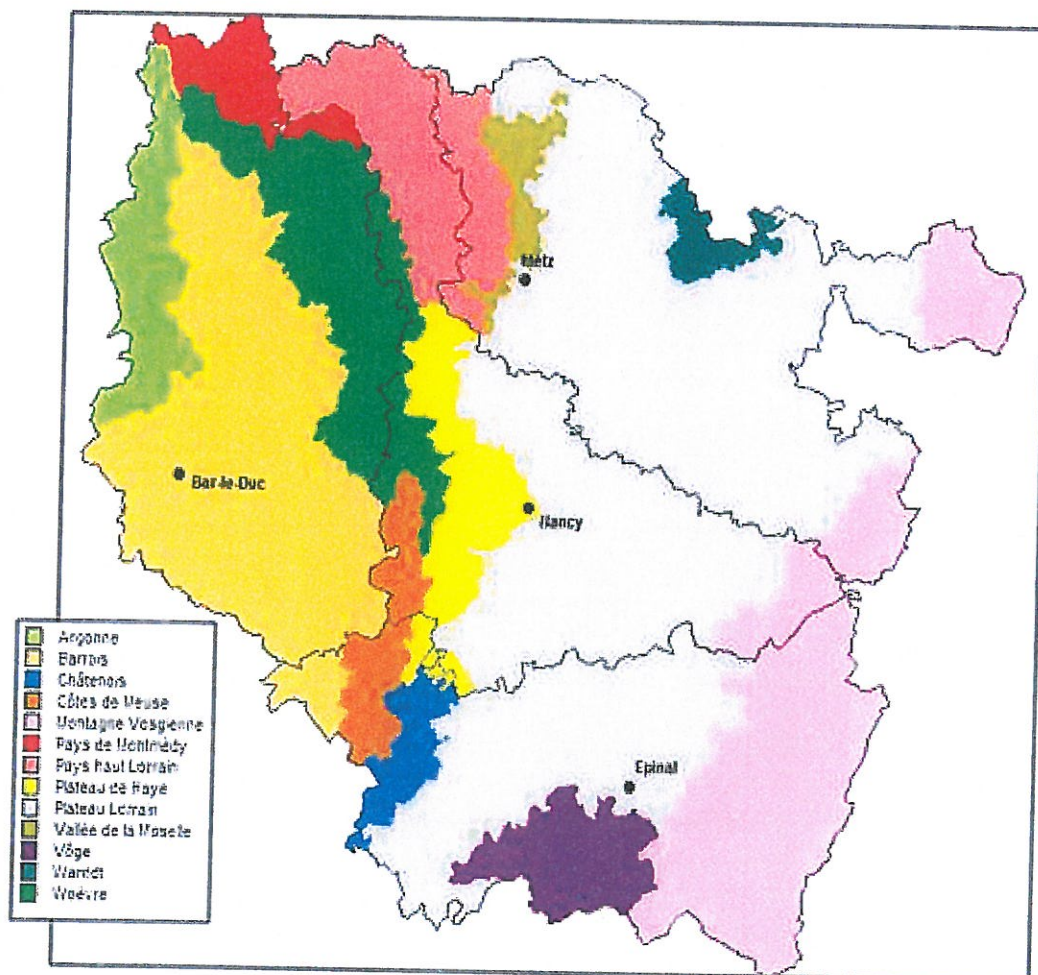 Metz
Bar-le-Duc
Nancy
Epinal
Argonne
Barrois
Châtenois
Côtes de Meuse
Montagne Vosgienne
Pays de Montmédy
Pays haut Lorrain
Plateau de Haye
Plateau Lorrain
Vallée de la Moselle
Vôge
Warndt
Woëvre